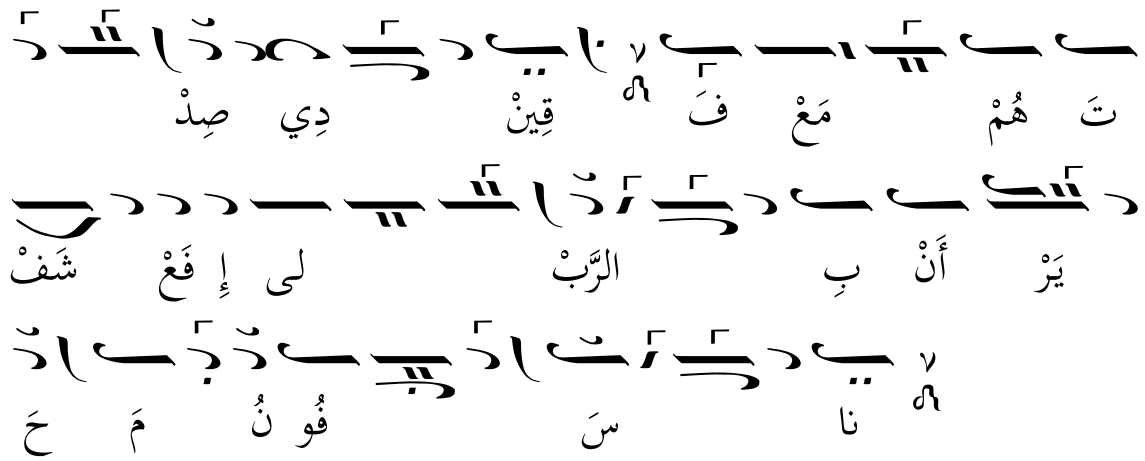 صِدْ دِي قِينْ فَ مَعْ هُمْ تَ
شَفْ فَعْ إِ لى الرَّبْ بِ أَنْ يَرْ
حَ مَ نُ فُو سَ نا